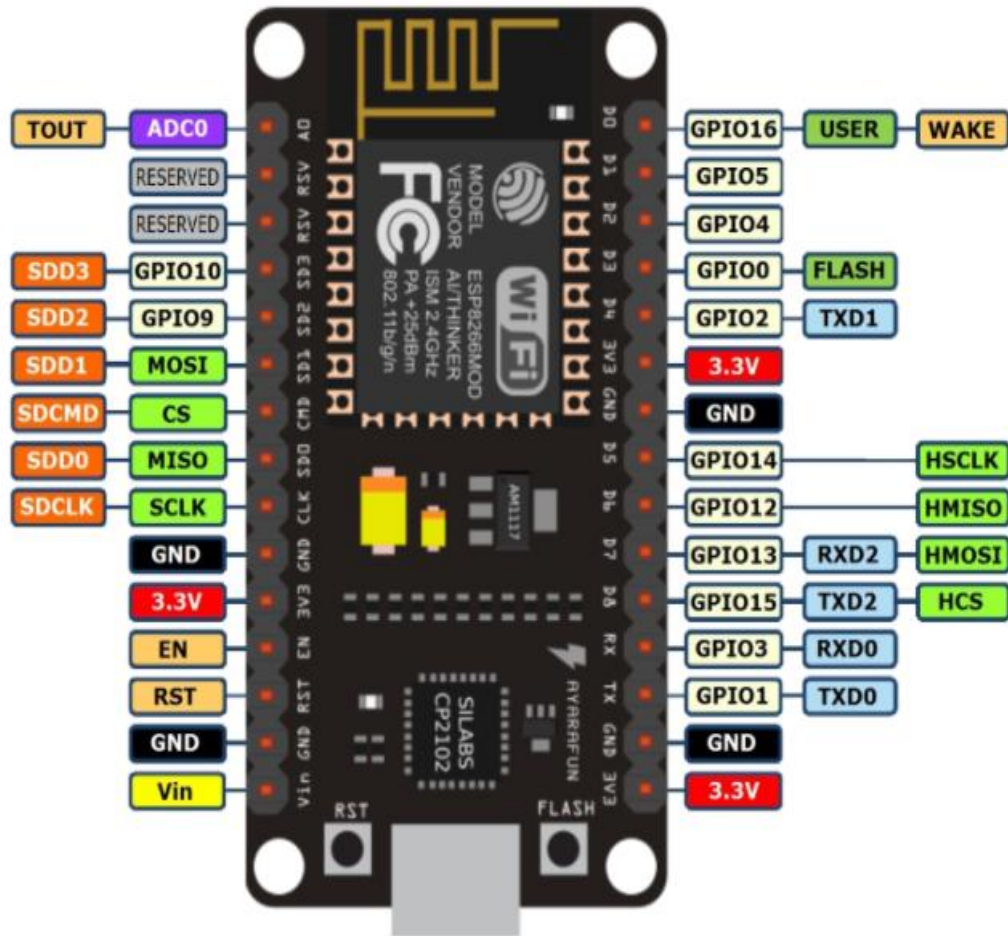 TOUT ADC0 A0 D0 GPIO16 USER WAKE
RESERVED RSV D1 GPIO5
RESERVED RSV D2 GPIO4
SDD3 GPIO10 SD3 D3 GPIO0 FLASH
SDD2 GPIO9 SD2 D4 GPIO2 TXD1
SDD1 MOSI SD1 3V3 3.3V
SDCMD CS CMD GND GND
SDD0 MISO SDO D5 GPIO14 HSCLK
SDCLK SCLK CLK D6 GPIO12 HMISO
GND GND D7 GPIO13 RXD2 HMOSI
3.3V 3V3 D8 GPIO15 TXD2 HCS
EN EN RX GPIO3 RXD0
RST RST TX GPIO1 TXD0
GND GND GND GND
Vin Vin 3V3 3.3V
MODEL
VENDOR
FC
WiFi
ESP8266MOD
AI/THINKER
ISM 2.4GHz
PA +25dBm
802.11b/g/n
AM1117
SILABS
CP2102
AYARAFUN
RST
FLASH